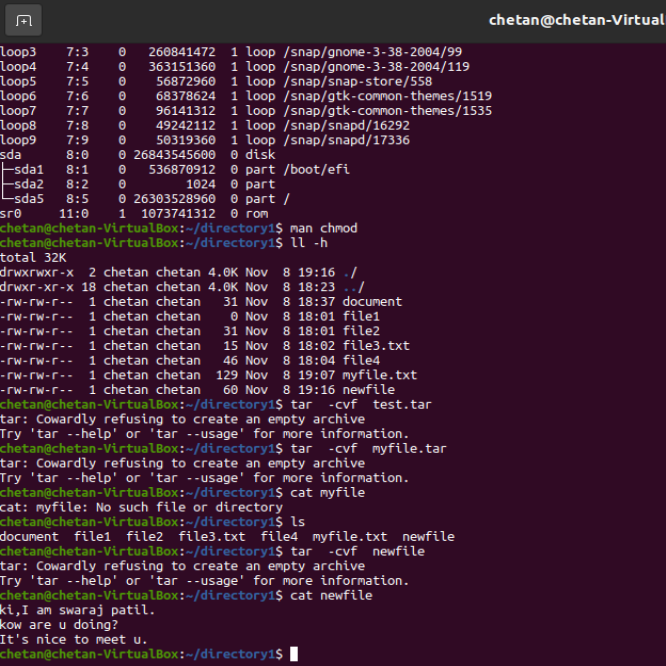 chetan@chetan-Virtual
loop3    7:3    0   260841472  1 loop /snap/gnome-3-38-2004/99
loop4    7:4    0   363151360  1 loop /snap/gnome-3-38-2004/119
loop5    7:5    0    56872960  1 loop /snap/snap-store/558
loop6    7:6    0    68378624  1 loop /snap/gtk-common-themes/1519
loop7    7:7    0    96141312  1 loop /snap/gtk-common-themes/1535
loop8    7:8    0    49242112  1 loop /snap/snapd/16292
loop9    7:9    0    50319360  1 loop /snap/snapd/17336
sda      8:0    0 26843545600  0 disk
├─sda1   8:1    0   536870912  0 part /boot/efi
├─sda2   8:2    0        1024  0 part
└─sda5   8:5    0 26303528960  0 part /
sr0     11:0    1  1073741312  0 rom
chetan@chetan-VirtualBox:~/directory1$ man chmod
chetan@chetan-VirtualBox:~/directory1$ ll -h
total 32K
drwxrwxr-x  2 chetan chetan 4.0K Nov  8 19:16 ./
drwxr-xr-x 18 chetan chetan 4.0K Nov  8 18:23 ../
-rw-rw-r--  1 chetan chetan   31 Nov  8 18:37 document
-rw-rw-r--  1 chetan chetan    0 Nov  8 18:01 file1
-rw-rw-r--  1 chetan chetan   31 Nov  8 18:01 file2
-rw-rw-r--  1 chetan chetan   15 Nov  8 18:02 file3.txt
-rw-rw-r--  1 chetan chetan   46 Nov  8 18:04 file4
-rw-rw-r--  1 chetan chetan  129 Nov  8 19:07 myfile.txt
-rw-rw-r--  1 chetan chetan   60 Nov  8 19:16 newfile
chetan@chetan-VirtualBox:~/directory1$ tar  -cvf  test.tar
tar: Cowardly refusing to create an empty archive
Try 'tar --help' or 'tar --usage' for more information.
chetan@chetan-VirtualBox:~/directory1$ tar  -cvf  myfile.tar
tar: Cowardly refusing to create an empty archive
Try 'tar --help' or 'tar --usage' for more information.
chetan@chetan-VirtualBox:~/directory1$ cat myfile
cat: myfile: No such file or directory
chetan@chetan-VirtualBox:~/directory1$ ls
document  file1  file2  file3.txt  file4  myfile.txt  newfile
chetan@chetan-VirtualBox:~/directory1$ tar  -cvf  newfile
tar: Cowardly refusing to create an empty archive
Try 'tar --help' or 'tar --usage' for more information.
chetan@chetan-VirtualBox:~/directory1$ cat newfile
ki,I am swaraj patil.
kow are u doing?
It's nice to meet u.
chetan@chetan-VirtualBox:~/directory1$